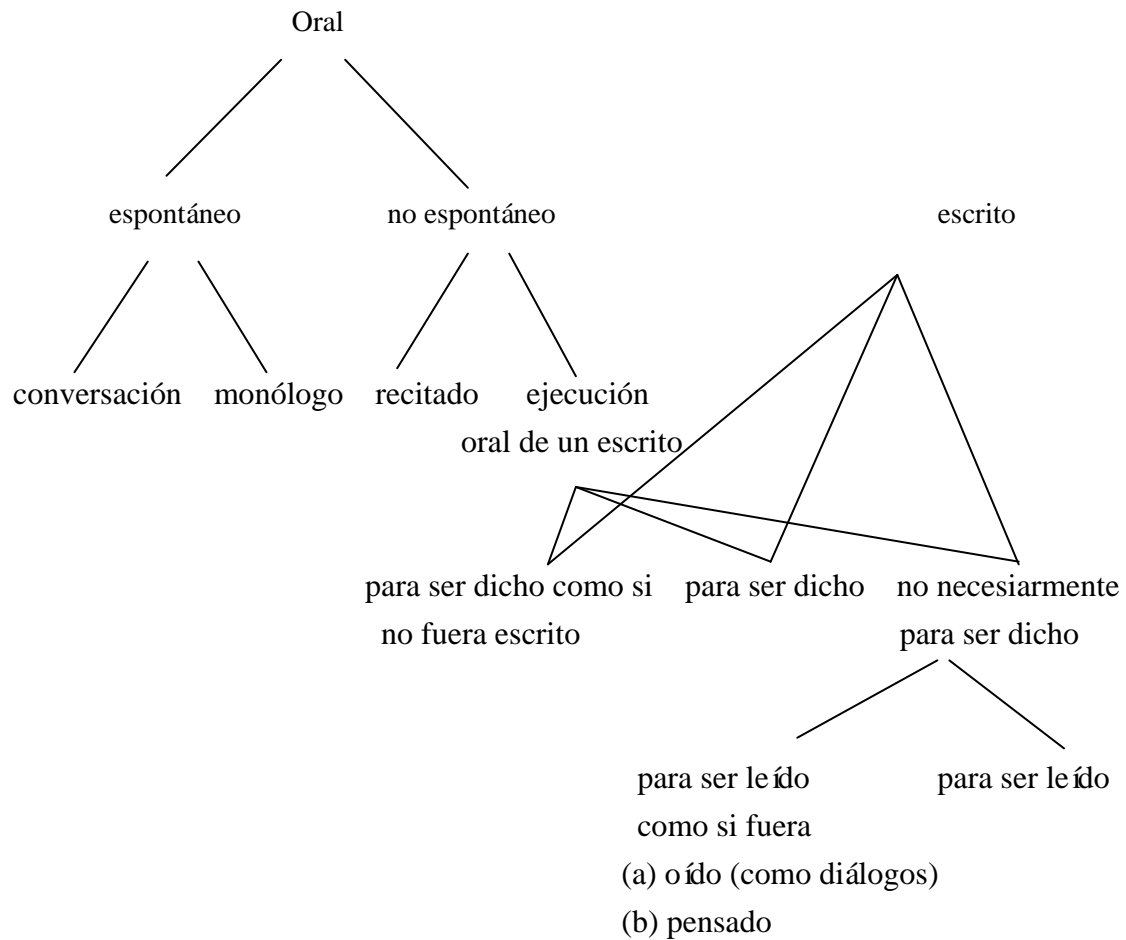 Oral
espontáneo no espontáneo escrito
conversación monólogo recitado ejecución
oral de un escrito
para ser dicho como si para ser dicho no necesiarmente
no fuera escrito para ser dicho
para ser leído para ser leído
como si fuera
(a) oído (como diálogos)
(b) pensado